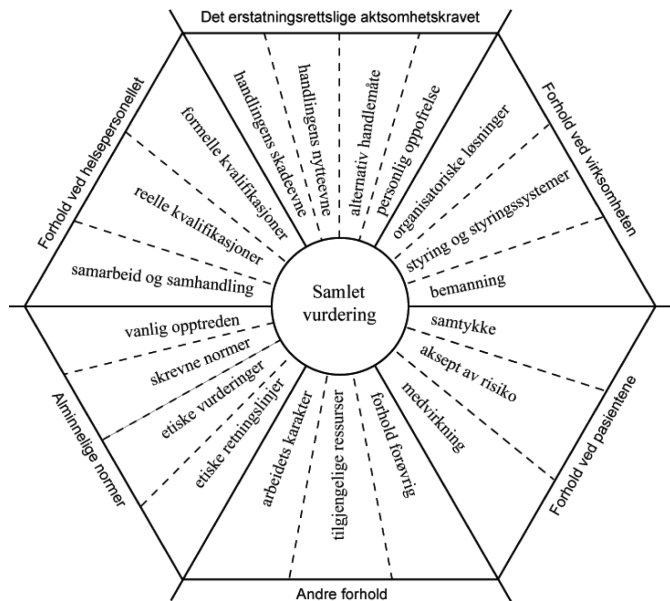 Det erstatningsrettslige aktsomhetskravet
handlingens skadeevne
handlingens nytteevne
alternativ handlemåte
personlig oppofrelse
Forhold ved virksomheten
organisatoriske løsninger
styring og styringssystemer
bemanning
Forhold ved pasientene
samtykke
aksept av risiko
medvirkning
Andre forhold
forhold forøvrig
tilgjengelige ressurser
arbeidets karakter
Alminnelige normer
etiske retningslinjer
etiske vurderinger
skrevne normer
vanlig opptreden
Forhold ved helsepersonellet
samarbeid og samhandling
reelle kvalifikasjoner
formelle kvalifikasjoner
Samlet
vurdering